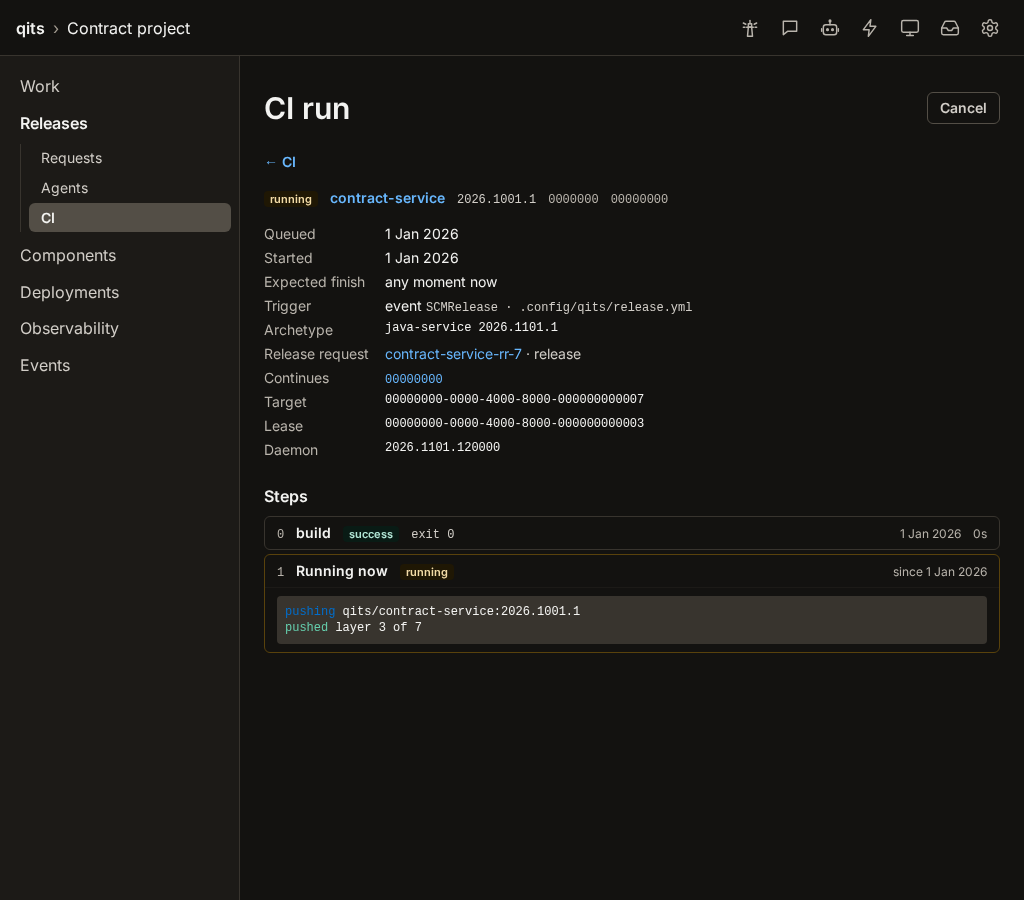 qits › Contract project
Work
Releases
Requests
Agents
CI
Components
Deployments
Observability
Events
CI run
Cancel
← CI
running contract-service 2026.1001.1 0000000 00000000
Queued 1 Jan 2026
Started 1 Jan 2026
Expected finish any moment now
Trigger event SCMRelease · .config/qits/release.yml
Archetype java-service 2026.1101.1
Release request contract-service-rr-7 · release
Continues 00000000
Target 00000000-0000-4000-8000-000000000007
Lease 00000000-0000-4000-8000-000000000003
Daemon 2026.1101.120000
Steps
0 build success exit 0 1 Jan 2026 0s
1 Running now running since 1 Jan 2026
pushing qits/contract-service:2026.1001.1
pushed layer 3 of 7